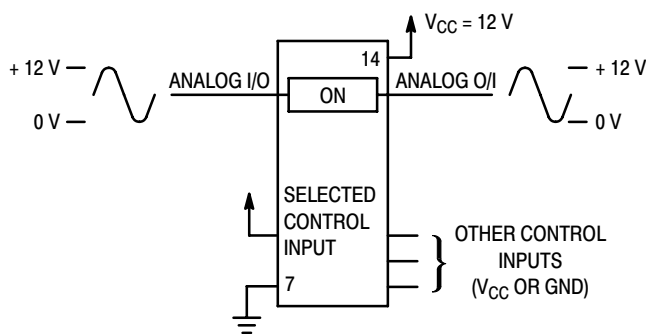 14
V_CC = 12 V
+ 12 V
0 V
ANALOG I/O
ON
ANALOG O/I
+ 12 V
0 V
SELECTED
CONTROL
INPUT
7
OTHER CONTROL
INPUTS
(V_CC OR GND)